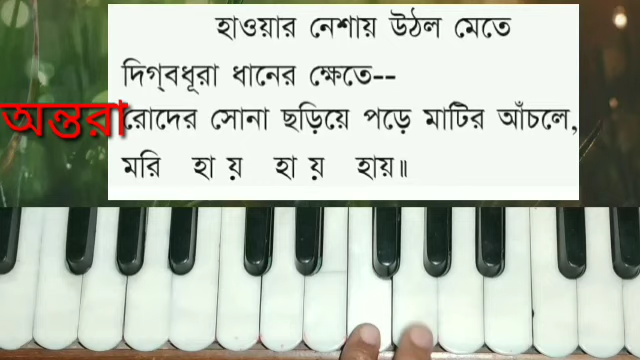 হাওয়ার নেশায় উঠল মেতে
দিগ্‌বধূরা ধানের ক্ষেতে--
অন্তরা
রোদের সোনা ছড়িয়ে পড়ে মাটির আঁচলে,
মরি হা য় হা য় হায়॥